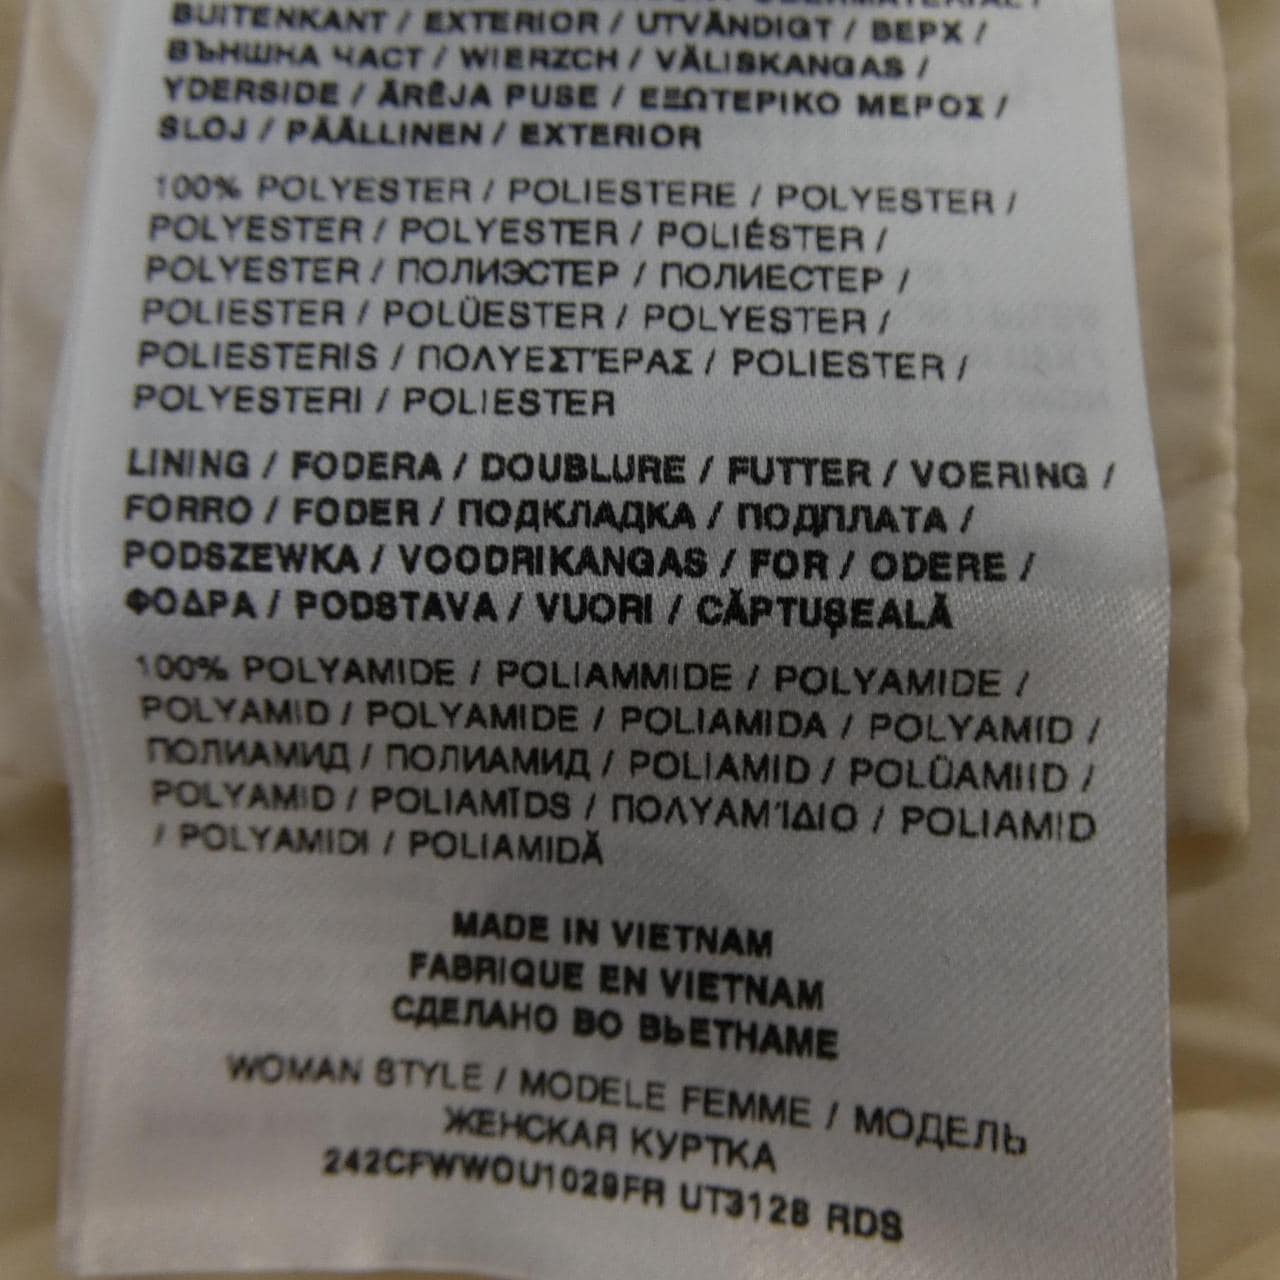 BUITENKANT / EXTERIOR / UTVÄNDIGT / ВЕРХ /
ВЪНШНА ЧАСТ / WIERZCH / VÄLISKANGAS /
YDERSIDE / ĀRĒJA PUSE / ΕΞΩΤΕΡΙΚΟ ΜΕΡΟΣ /
SLOJ / PÄÄLLINEN / EXTERIOR
100% POLYESTER / POLIESTERE / POLYESTER /
POLYESTER / POLYESTER / POLIÉSTER /
POLYESTER / ПОЛИЭСТЕР / ПОЛИЕСТЕР /
POLIESTER / POLÜESTER / POLYESTER /
POLIESTERIS / ΠΟΛΥΕΣΤΈΡΑΣ / POLIESTER /
POLYESTERI / POLIESTER
LINING / FODERA / DOUBLURE / FUTTER / VOERING /
FORRO / FODER / ПОДКЛАДКА / ПОДПЛАТА /
PODSZEWKA / VOODRIKANGAS / FOR / ODERE /
ΦΟΔΡΑ / PODSTAVA / VUORI / CĂPTUȘEALĂ
100% POLYAMIDE / POLIAMMIDE / POLYAMIDE /
POLYAMID / POLYAMIDE / POLIAMIDA / POLYAMID /
ПОЛИАМИД / ПОЛИАМИД / POLIAMID / POLÜAMIID /
POLYAMID / POLIAMĪDS / ΠΟΛΥΑΜΊΔΙΟ / POLIAMID
/ POLYAMIDI / POLIAMIDĂ
MADE IN VIETNAM
FABRIQUE EN VIETNAM
СДЕЛАНО ВО ВЬЕТНАМЕ
WOMAN STYLE / MODELE FEMME / МОДЕЛЬ
ЖЕНСКАЯ КУРТКА
242CFWWOU1029FR UT3128 RDS